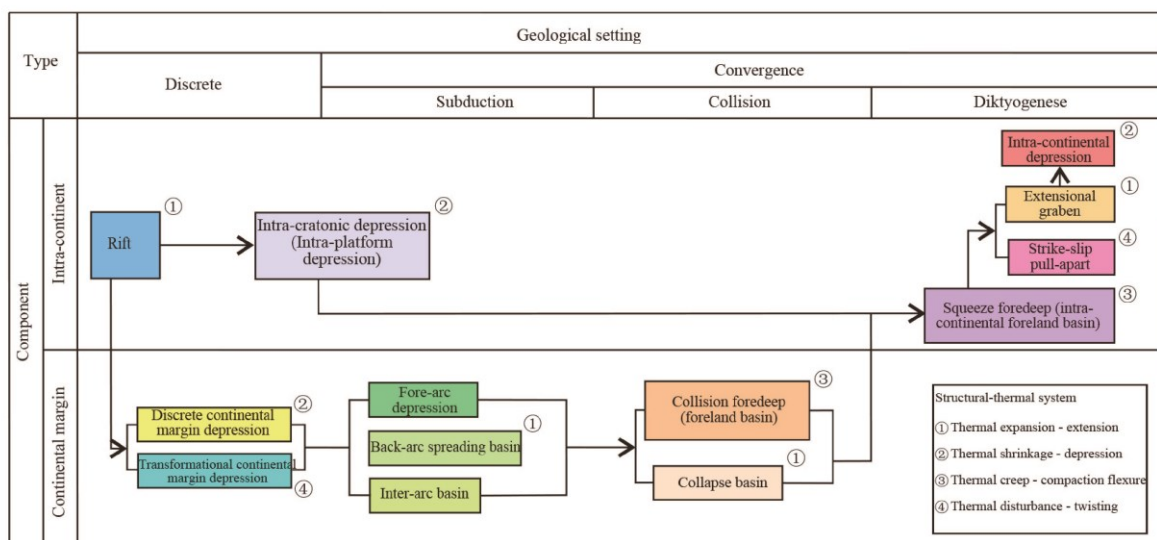 Type
Geological setting
Discrete
Convergence
Subduction
Collision
Diktyogenese
Component
Intra-continent
Continental margin
①
Rift
②
Intra-cratonic depression
(Intra-platform
depression)
②
Intra-continental
depression
①
Extensional
graben
④
Strike-slip
pull-apart
③
Squeeze foredeep (intra-
continental foreland basin)
②
Discrete continental
margin depression
Transformational continental
margin depression
④
Fore-arc
depression
①
Back-arc spreading basin
Inter-arc basin
③
Collision foredeep
(foreland basin)
①
Collapse basin
Structural-thermal system
① Thermal expansion - extension
② Thermal shrinkage - depression
③ Thermal creep - compaction flexure
④ Thermal disturbance - twisting